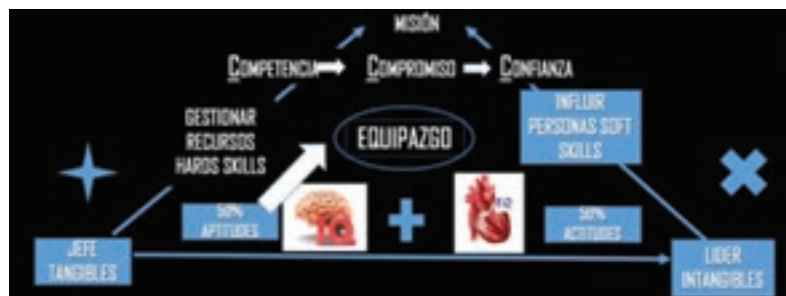 MISIÓN
COMPETENCIA
COMPROMISO
CONFIANZA
GESTIONAR
RECURSOS
HARDS SKILLS
EQUIPAZGO
INFLUIR
PERSONAS SOFT
SKILLS
50%
APTITUDES
IQ
EQ
50%
ACTITUDES
JEFE
TANGIBLES
LIDER
INTANGIBLES